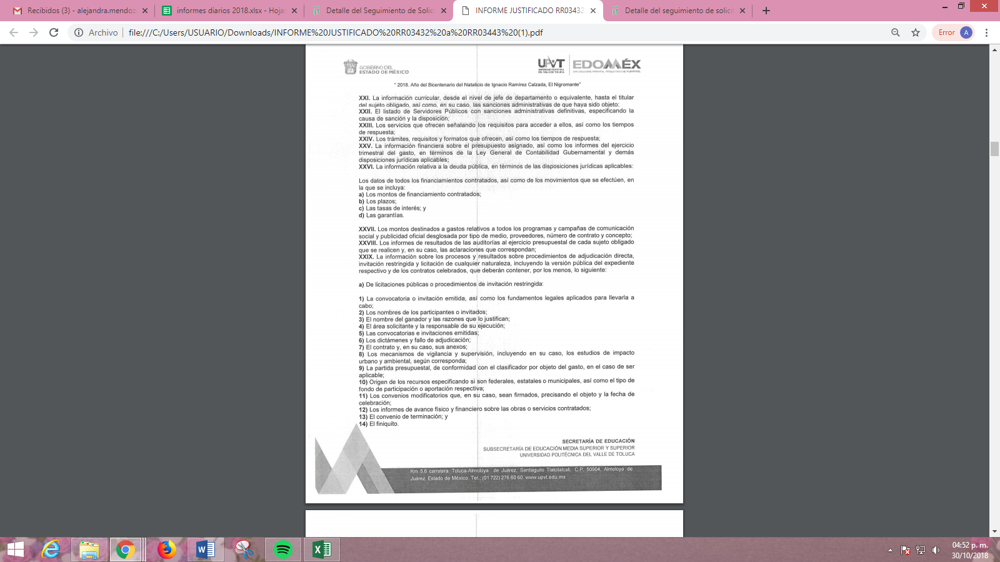 Recibidos (3) - alejandra.mendoz
informes diarios 2018.xlsx - Hoja
Detalle del Seguimiento de Solic
INFORME JUSTIFICADO RR03432
Detalle del seguimiento de solicit
Archivo
file:///C:/Users/USUARIO/Downloads/INFORME%20JUSTIFICADO%20RR03432%20a%20RR03443%20(1).pdf
Error
A
GOBIERNO DEL
ESTADO DE MÉXICO
UPVT
UNIVERSIDAD POLITÉCNICA
DEL VALLE DE TOLUCA
EDOMÉX
DECISIONES FIRMES, RESULTADOS FUERTES.
" 2018. Año del Bicentenario del Natalicio de Ignacio Ramírez Calzada, El Nigromante"
XXI. La información curricular, desde el nivel de jefe de departamento o equivalente, hasta el titular
del sujeto obligado, así como, en su caso, las sanciones administrativas de que haya sido objeto;
XXII. El listado de Servidores Públicos con sanciones administrativas definitivas, especificando la
causa de sanción y la disposición;
XXIII. Los servicios que ofrecen señalando los requisitos para acceder a ellos, así como los tiempos
de respuesta;
XXIV. Los trámites, requisitos y formatos que ofrecen, así como los tiempos de respuesta;
XXV. La información financiera sobre el presupuesto asignado, así como los informes del ejercicio
trimestral del gasto, en términos de la Ley General de Contabilidad Gubernamental y demás
disposiciones jurídicas aplicables;
XXVI. La información relativa a la deuda pública, en términos de las disposiciones jurídicas aplicables:
Los datos de todos los financiamientos contratados, así como de los movimientos que se efectúen, en
la que se incluya:
a) Los montos de financiamiento contratados;
b) Los plazos;
c) Las tasas de interés; y
d) Las garantías.
XXVII. Los montos destinados a gastos relativos a todos los programas y campañas de comunicación
social y publicidad oficial desglosada por tipo de medio, proveedores, número de contrato y concepto;
XXVIII. Los informes de resultados de las auditorías al ejercicio presupuestal de cada sujeto obligado
que se realicen y, en su caso, las aclaraciones que correspondan;
XXIX. La información sobre los procesos y resultados sobre procedimientos de adjudicación directa,
invitación restringida y licitación de cualquier naturaleza, incluyendo la versión pública del expediente
respectivo y de los contratos celebrados, que deberán contener, por los menos, lo siguiente:
a) De licitaciones públicas o procedimientos de invitación restringida:
1) La convocatoria o invitación emitida, así como los fundamentos legales aplicados para llevarla a
cabo;
2) Los nombres de los participantes o invitados;
3) El nombre del ganador y las razones que lo justifican;
4) El área solicitante y la responsable de su ejecución;
5) Las convocatorias e invitaciones emitidas;
6) Los dictámenes y fallo de adjudicación;
7) El contrato y, en su caso, sus anexos;
8) Los mecanismos de vigilancia y supervisión, incluyendo en su caso, los estudios de impacto
urbano y ambiental, según corresponda;
9) La partida presupuestal, de conformidad con el clasificador por objeto del gasto, en el caso de ser
aplicable;
10) Origen de los recursos especificando si son federales, estatales o municipales, así como el tipo de
fondo de participación o aportación respectiva;
11) Los convenios modificatorios que, en su caso, sean firmados, precisando el objeto y la fecha de
celebración;
12) Los informes de avance físico y financiero sobre las obras o servicios contratados;
13) El convenio de terminación; y
14) El finiquito.
SECRETARÍA DE EDUCACIÓN
SUBSECRETARÍA DE EDUCACIÓN MEDIA SUPERIOR Y SUPERIOR
UNIVERSIDAD POLITÉCNICA DEL VALLE DE TOLUCA
Km 5.6 carretera Toluca-Almoloya de Juárez, Santiaguito Tlalcilalcali, C.P. 50904, Almoloya de
Juárez, Estado de México. Tel.: (01 722) 276 60 60. www.upvt.edu.mx
04:52 p. m.
30/10/2018